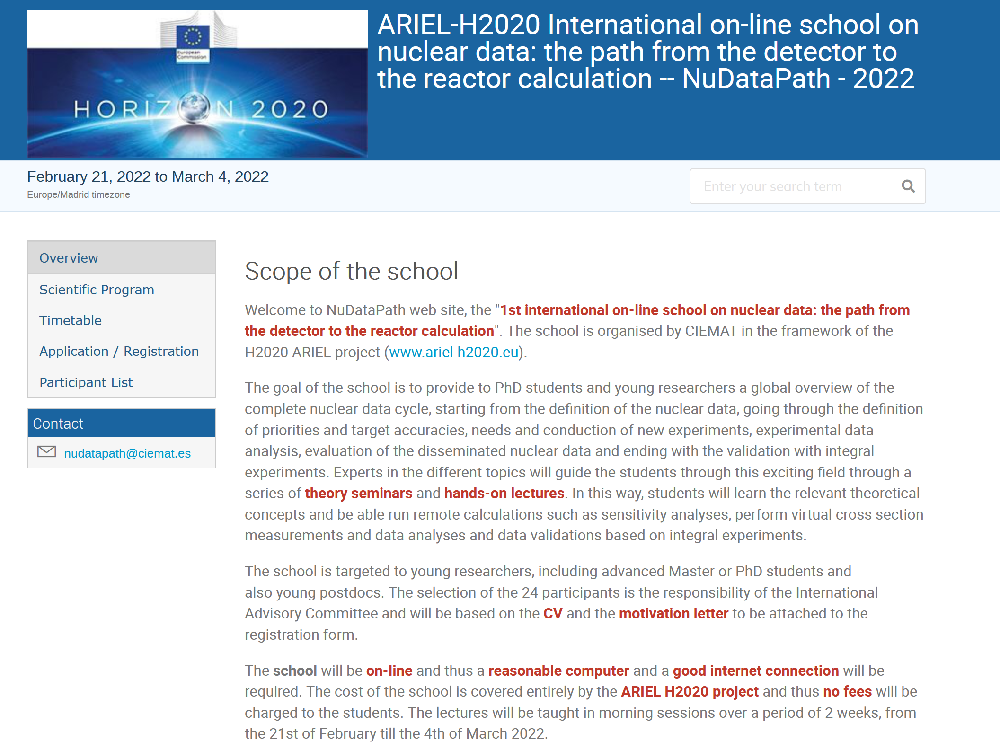 European
Commission
HORIZON 2020
ARIEL-H2020 International on-line school on
nuclear data: the path from the detector to
the reactor calculation -- NuDataPath - 2022
February 21, 2022 to March 4, 2022
Europe/Madrid timezone
Enter your search term
Overview
Scientific Program
Timetable
Application / Registration
Participant List
Contact
nudatapath@ciemat.es
Scope of the school
Welcome to NuDataPath web site, the "1st international on-line school on nuclear data: the path from
the detector to the reactor calculation". The school is organised by CIEMAT in the framework of the
H2020 ARIEL project (www.ariel-h2020.eu).
The goal of the school is to provide to PhD students and young researchers a global overview of the
complete nuclear data cycle, starting from the definition of the nuclear data, going through the definition
of priorities and target accuracies, needs and conduction of new experiments, experimental data
analysis, evaluation of the disseminated nuclear data and ending with the validation with integral
experiments. Experts in the different topics will guide the students through this exciting field through a
series of theory seminars and hands-on lectures. In this way, students will learn the relevant theoretical
concepts and be able run remote calculations such as sensitivity analyses, perform virtual cross section
measurements and data analyses and data validations based on integral experiments.
The school is targeted to young researchers, including advanced Master or PhD students and
also young postdocs. The selection of the 24 participants is the responsibility of the International
Advisory Committee and will be based on the CV and the motivation letter to be attached to the
registration form.
The school will be on-line and thus a reasonable computer and a good internet connection will be
required. The cost of the school is covered entirely by the ARIEL H2020 project and thus no fees will be
charged to the students. The lectures will be taught in morning sessions over a period of 2 weeks, from
the 21st of February till the 4th of March 2022.